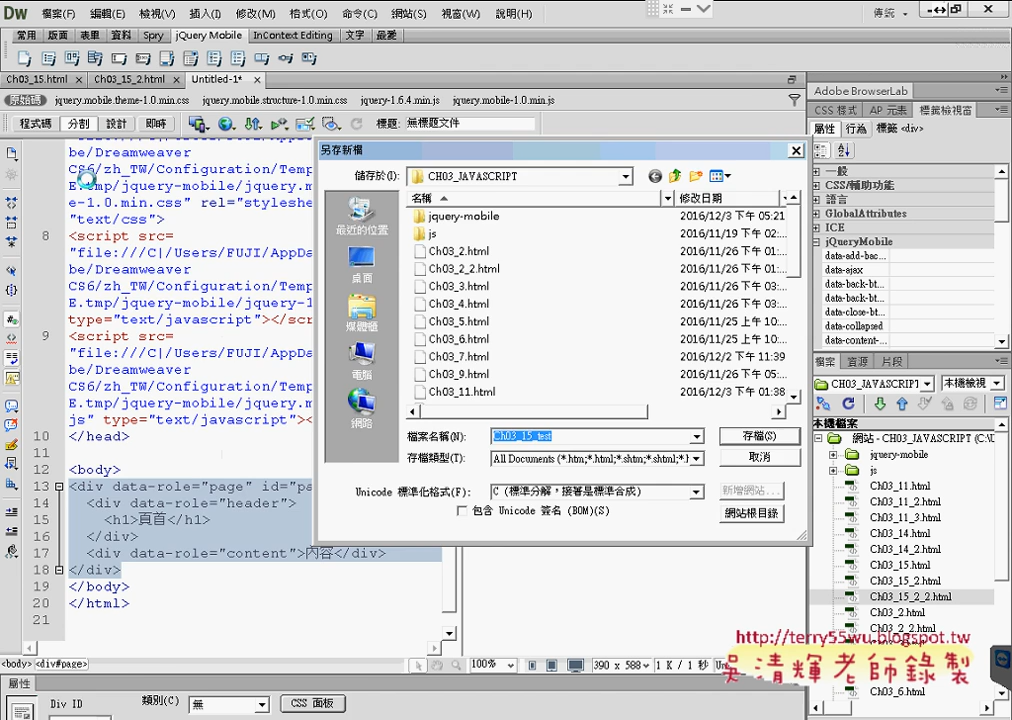 Dw 檔案(F) 編輯(E) 檢視(V) 插入(I) 修改(M) 格式(O) 命令(C) 網站(S) 視窗(W) 說明(H) 傳統
常用 版面 表單 資料 Spry jQuery Mobile InContext Editing 文字 最愛
Ch03_15.html × Ch03_15_2.html × Untitled-1* ×
原始碼 jquery.mobile.theme-1.0.min.css jquery.mobile.structure-1.0.min.css jquery-1.6.4.min.js jquery.mobile-1.0.min.js
程式碼 分割 設計 即時 標題: 無標題文件
be/Dreamweaver
CS6/zh_TW/Configuration/Temp
e-1.0.min.css" rel="styleshe
"text/css">
8 <script src=
"file:///C|/Users/FUJI/AppDa
be/Dreamweaver
CS6/zh_TW/Configuration/Temp
E.tmp/jquery-mobile/jquery-1
type="text/javascript"></scr
9 <script src=
"file:///C|/Users/FUJI/AppDa
be/Dreamweaver
CS6/zh_TW/Configuration/Temp
E.tmp/jquery-mobile/jquery.m
js" type="text/javascript"><
10 </head>
11
12 <body>
13 <div data-role="page" id="pa
14 <div data-role="header">
15 <h1>頁首</h1>
16 </div>
17 <div data-role="content">內容</div>
18 </div>
19 </body>
20 </html>
21
<body> <div#page>
100% 390 x 588 1 K / 1 秒
屬性
Div ID 類別(C) 無 CSS 面板
另存新檔
儲存於(I): CH03_JAVASCRIPT
最近的位置
桌面
媒體櫃
電腦
網路
名稱 修改日期
jquery-mobile 2016/12/3 下午 05:21
js 2016/11/19 下午 02:...
Ch03_2.html 2016/11/26 下午 01:...
Ch03_2_2.html 2016/11/26 下午 01:...
Ch03_3.html 2016/11/26 下午 03:...
Ch03_4.html 2016/11/26 下午 03:...
Ch03_5.html 2016/11/25 上午 10:...
Ch03_6.html 2016/11/25 上午 10:...
Ch03_7.html 2016/12/2 下午 11:39
Ch03_9.html 2016/11/26 下午 03:...
Ch03_11.html 2016/12/3 下午 01:38
檔案名稱(N): Ch03_15_test 存檔(S)
存檔類型(T): All Documents (*.htm;*.html;*.shtm;*.shtml;*.h 取消
Unicode 標準化格式(F): C (標準分解，接著是標準合成) 新增網站...
包含 Unicode 簽名 (BOM)(S) 網站根目錄
Adobe BrowserLab
CSS 樣式 AP 元素 標籤檢視窗
屬性 行為 標籤 <div>
一般
CSS/輔助功能
語言
GlobalAttributes
ICE
jQueryMobile
data-add-bac...
data-ajax
data-back-bt...
data-back-bt...
data-close-bt...
data-collapsed
data-content-...
檔案 資源 片段
CH03_JAVASCRIPT 本機檢視
本機檔案
網站 - CH03_JAVASCRIPT (C:\D
jquery-mobile
js
Ch03_11.html
Ch03_11_2.html
Ch03_11_3.html
Ch03_14.html
Ch03_14_2.html
Ch03_15.html
Ch03_15_2.html
Ch03_15_2_2.html
Ch03_2.html
Ch03_2_2.html
Ch03_6.html
http://terry55wu.blogspot.tw
吳清輝老師錄製